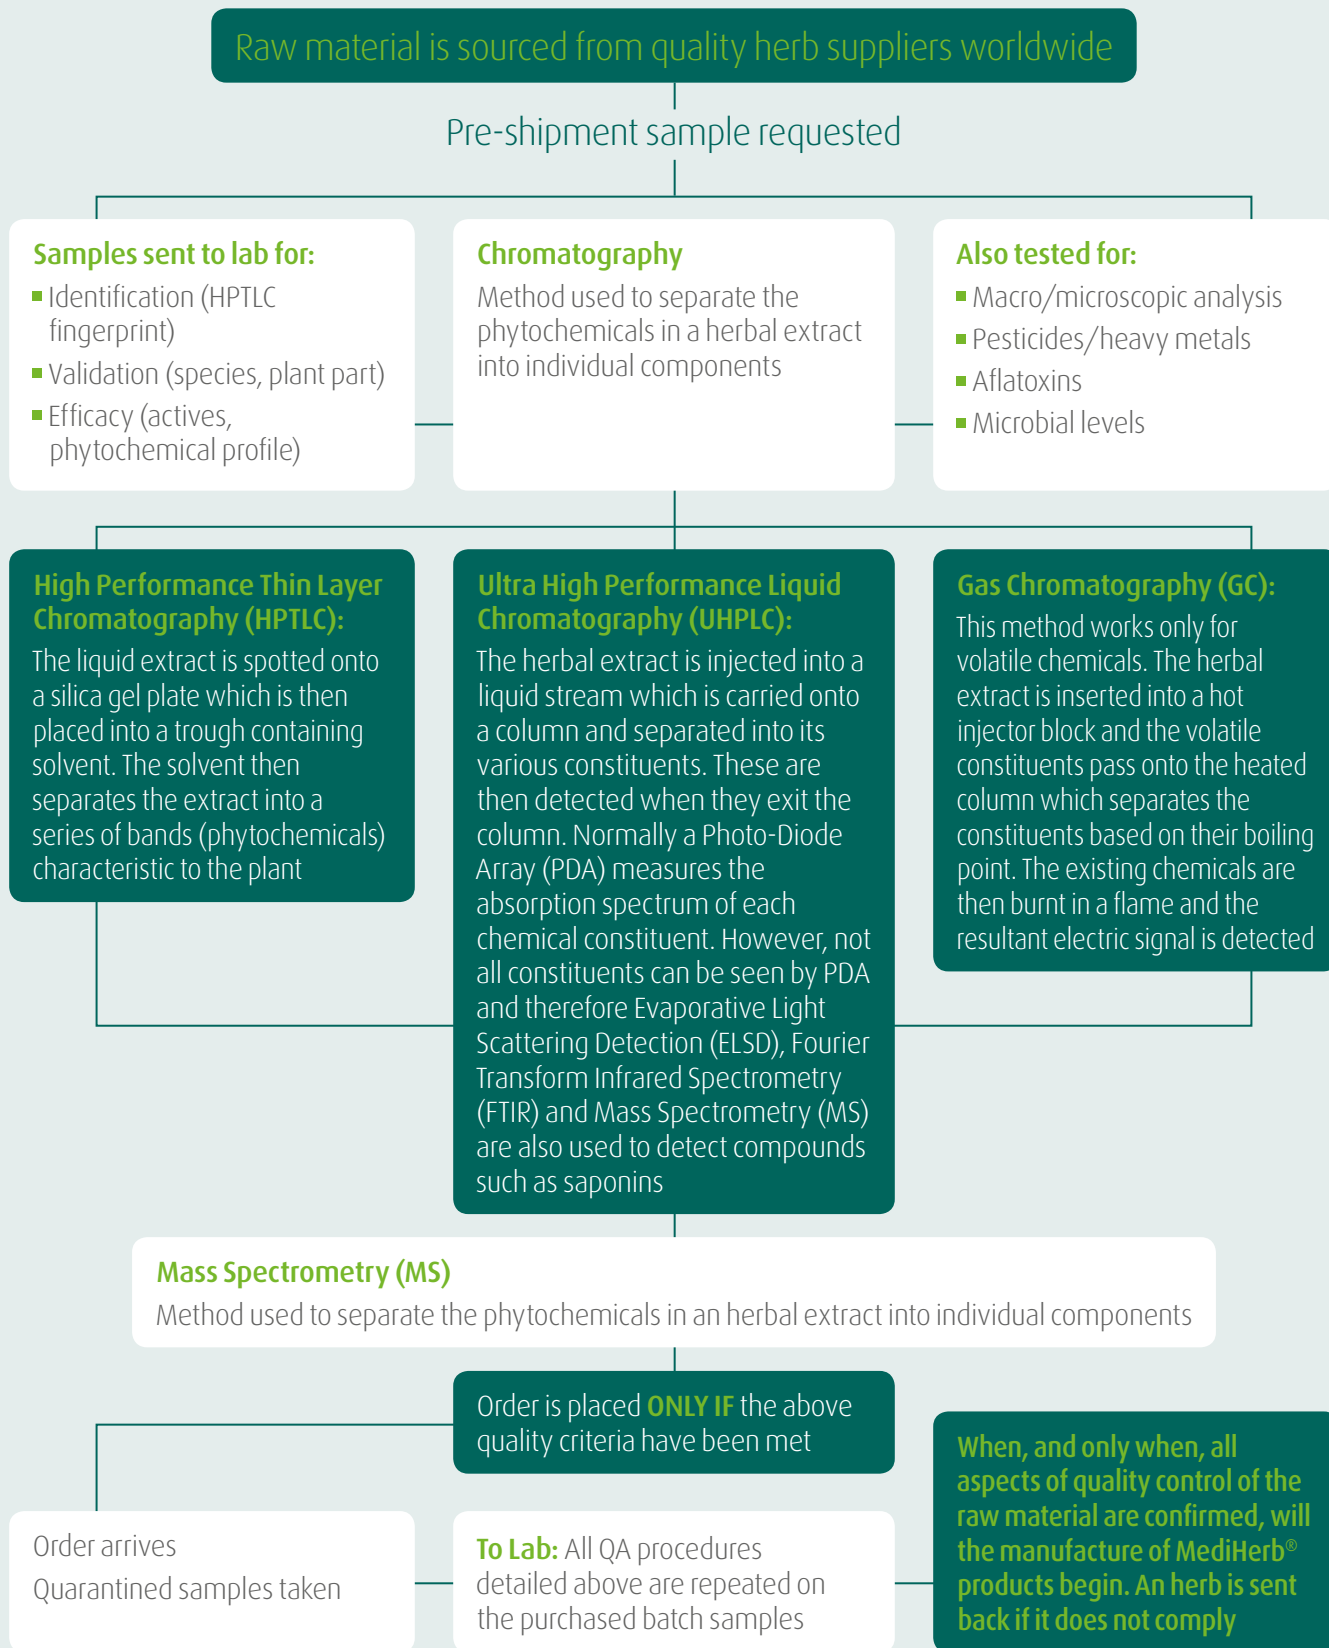 Raw material is sourced from quality herb suppliers worldwide
Pre-shipment sample requested
Samples sent to lab for:
Identification (HPTLC
fingerprint)
Validation (species, plant part)
Efficacy (actives,
phytochemical profile)
Chromatography
Method used to separate the
phytochemicals in a herbal extract
into individual components
Also tested for:
Macro/microscopic analysis
Pesticides/heavy metals
Aflatoxins
Microbial levels
High Performance Thin Layer
Chromatography (HPTLC):
The liquid extract is spotted onto
a silica gel plate which is then
placed into a trough containing
solvent. The solvent then
separates the extract into a
series of bands (phytochemicals)
characteristic to the plant
Ultra High Performance Liquid
Chromatography (UHPLC):
The herbal extract is injected into a
liquid stream which is carried onto
a column and separated into its
various constituents. These are
then detected when they exit the
column. Normally a Photo-Diode
Array (PDA) measures the
absorption spectrum of each
chemical constituent. However, not
all constituents can be seen by PDA
and therefore Evaporative Light
Scattering Detection (ELSD), Fourier
Transform Infrared Spectrometry
(FTIR) and Mass Spectrometry (MS)
are also used to detect compounds
such as saponins
Gas Chromatography (GC):
This method works only for
volatile chemicals. The herbal
extract is inserted into a hot
injector block and the volatile
constituents pass onto the heated
column which separates the
constituents based on their boiling
point. The existing chemicals are
then burnt in a flame and the
resultant electric signal is detected
Mass Spectrometry (MS)
Method used to separate the phytochemicals in an herbal extract into individual components
Order is placed ONLY IF the above
quality criteria have been met
Order arrives
Quarantined samples taken
To Lab: All QA procedures
detailed above are repeated on
the purchased batch samples
When, and only when, all
aspects of quality control of the
raw material are confirmed, will
the manufacture of MediHerb®
products begin. An herb is sent
back if it does not comply